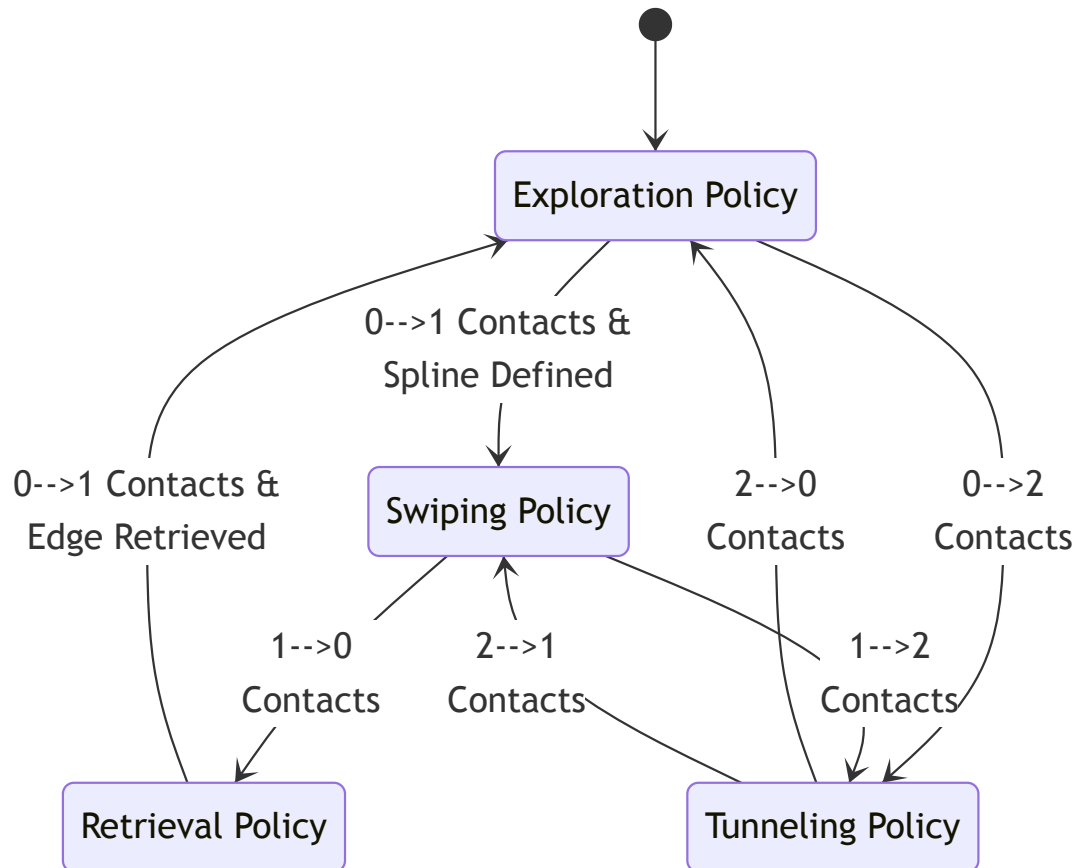 Exploration Policy
0-->1 Contacts &
Spline Defined
0-->1 Contacts &
Edge Retrieved
Swiping Policy
2-->0
Contacts
0-->2
Contacts
1-->0
Contacts
2-->1
Contacts
1-->2
Contacts
Retrieval Policy
Tunneling Policy